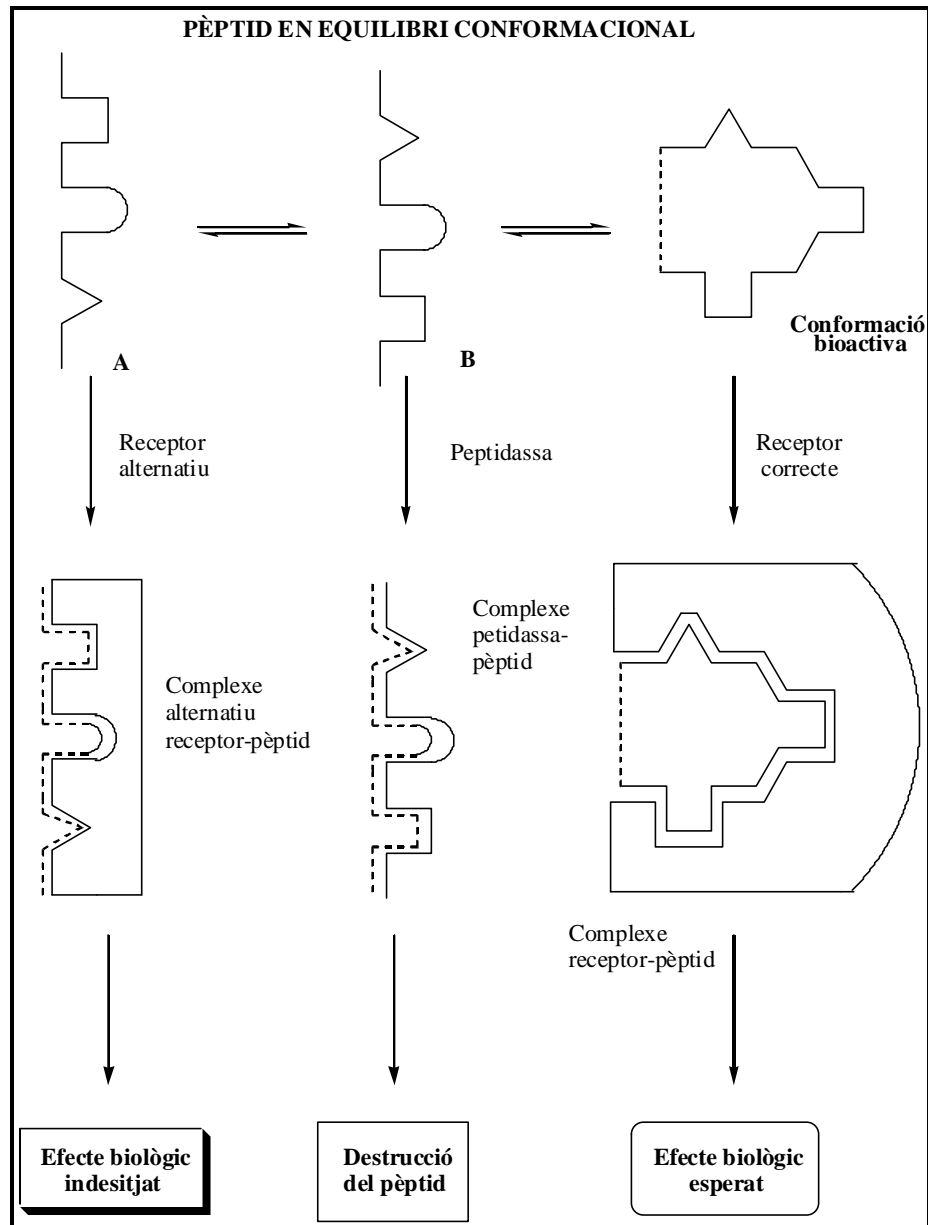 PÈPTID EN EQUILIBRI CONFORMACIONAL
A
B
Conformació
bioactiva
Receptor
alternatiu
Peptidassa
Receptor
correcte
Complexe
alternatiu
receptor-pèptid
Complexe
petidassa-
pèptid
Complexe
receptor-pèptid
Efecte biològic
indesitjat
Destrucció
del pèptid
Efecte biològic
esperat